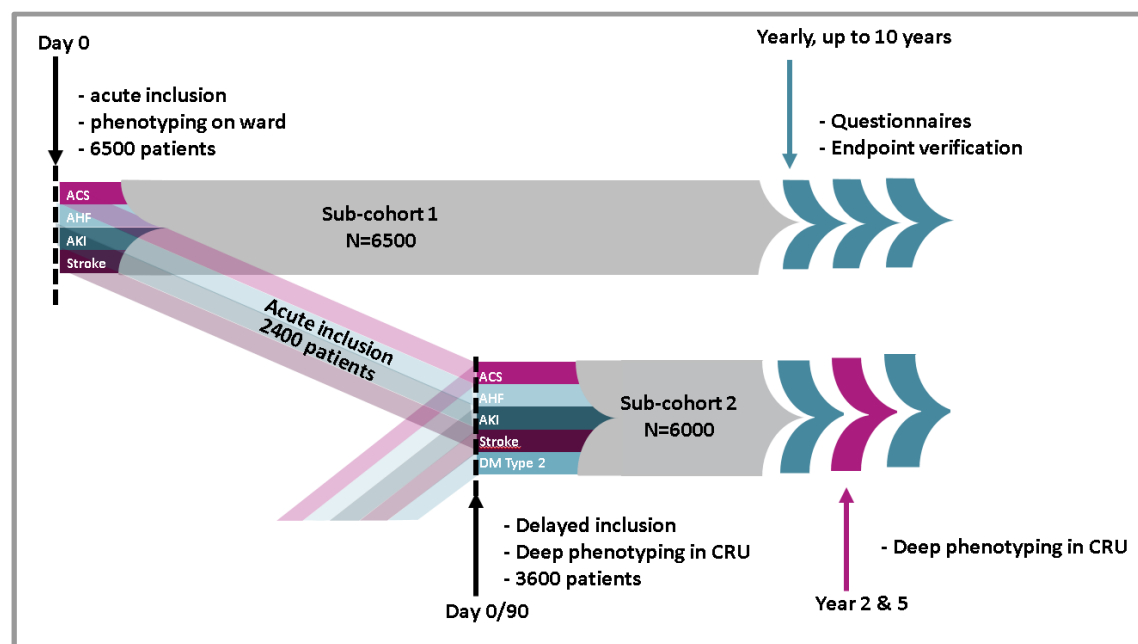 Day 0
- acute inclusion
- phenotyping on ward
- 6500 patients
Yearly, up to 10 years
- Questionnaires
- Endpoint verification
ACS
AHF
AKI
Stroke
Sub-cohort 1
N=6500
Acute inclusion
2400 patients
ACS
AHF
AKI
Stroke
DM Type 2
Sub-cohort 2
N=6000
- Delayed inclusion
- Deep phenotyping in CRU
- 3600 patients
Day 0/90
- Deep phenotyping in CRU
Year 2 & 5